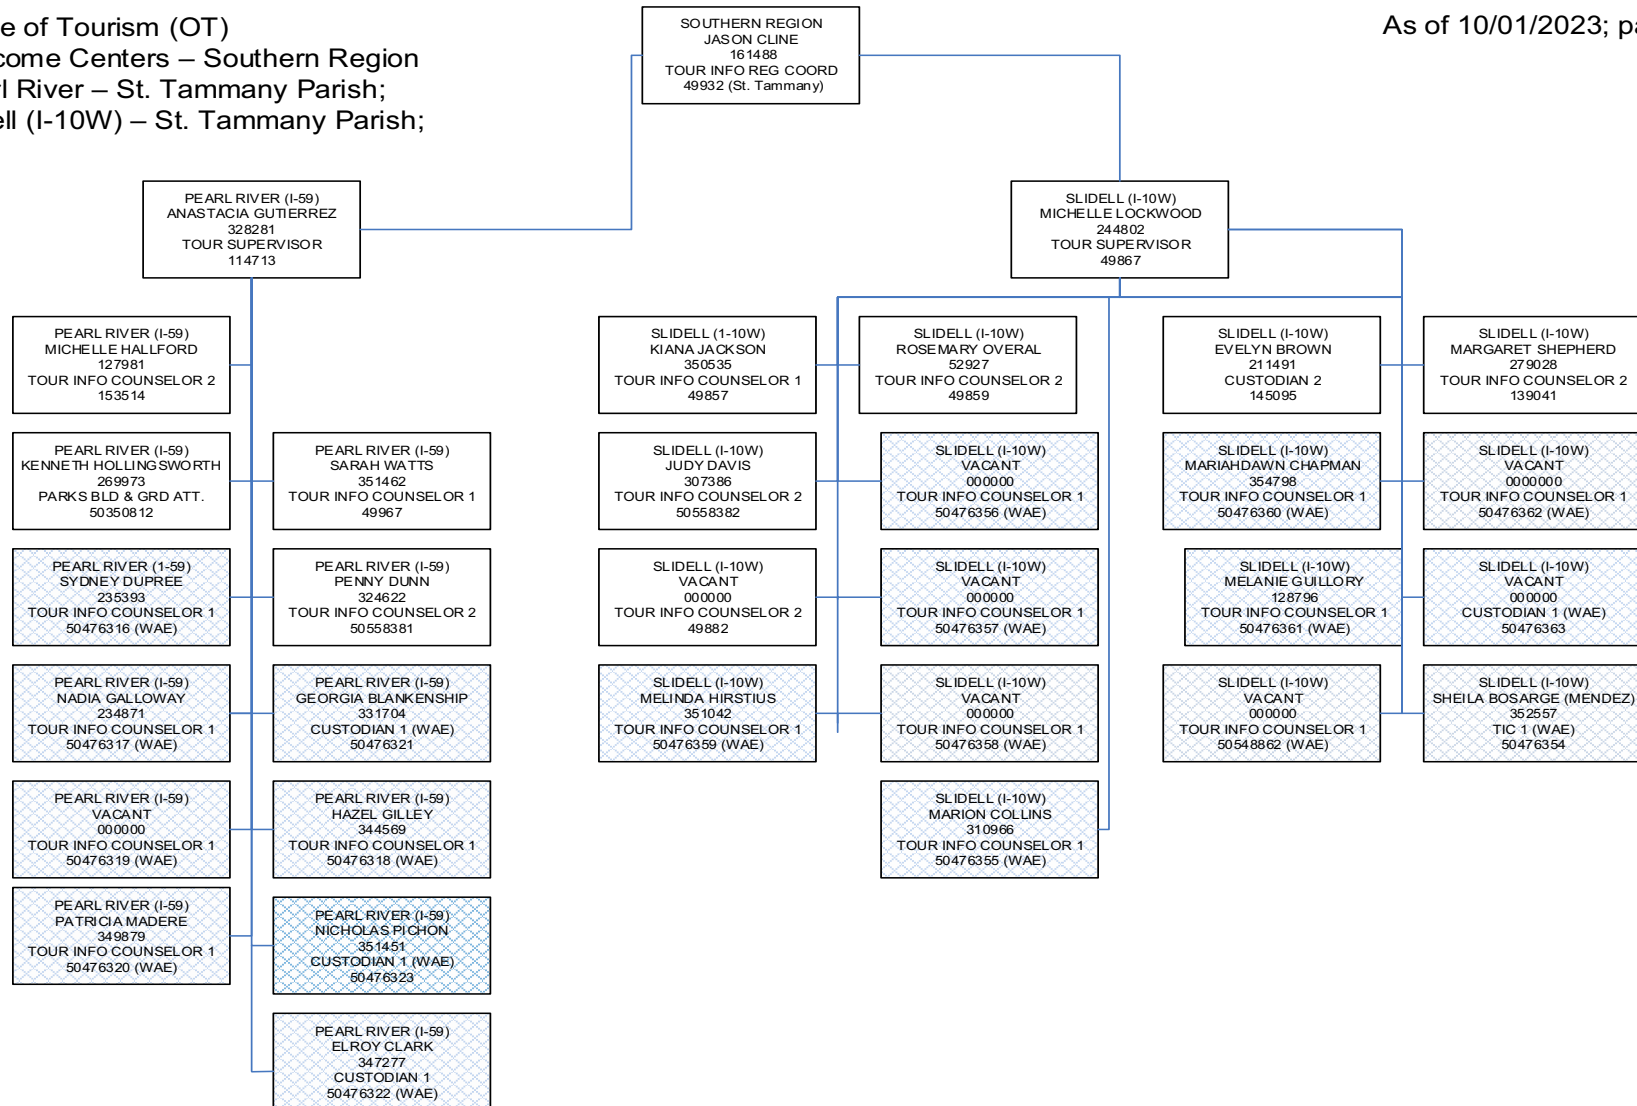 e of Tourism (OT)
come Centers – Southern Region
rl River – St. Tammany Parish;
ell (I-10W) – St. Tammany Parish;
As of 10/01/2023; pa
SOUTHERN REGION
JASON CLINE
161488
TOUR INFO REG COORD
49932 (St. Tammany)
PEARL RIVER (I-59)
ANASTACIA GUTIERREZ
328281
TOUR SUPERVISOR
114713
SLIDELL (I-10W)
MICHELLE LOCKWOOD
244802
TOUR SUPERVISOR
49867
PEARL RIVER (I-59)
MICHELLE HALLFORD
127981
TOUR INFO COUNSELOR 2
153514
PEARL RIVER (I-59)
KENNETH HOLLINGSWORTH
269973
PARKS BLD & GRD ATT.
50350812
PEARL RIVER (I-59)
SARAH WATTS
351462
TOUR INFO COUNSELOR 1
49967
PEARL RIVER (1-59)
SYDNEY DUPREE
235393
TOUR INFO COUNSELOR 1
50476316 (WAE)
PEARL RIVER (I-59)
PENNY DUNN
324622
TOUR INFO COUNSELOR 2
50558381
PEARL RIVER (I-59)
NADIA GALLOWAY
234871
TOUR INFO COUNSELOR 1
50476317 (WAE)
PEARL RIVER (I-59)
GEORGIA BLANKENSHIP
331704
CUSTODIAN 1 (WAE)
50476321
PEARL RIVER (I-59)
VACANT
000000
TOUR INFO COUNSELOR 1
50476319 (WAE)
PEARL RIVER (I-59)
HAZEL GILLEY
344569
TOUR INFO COUNSELOR 1
50476318 (WAE)
PEARL RIVER (I-59)
PATRICIA MADERE
349879
TOUR INFO COUNSELOR 1
50476320 (WAE)
PEARL RIVER (I-59)
NICHOLAS PICHON
351451
CUSTODIAN 1 (WAE)
50476323
PEARL RIVER (I-59)
ELROY CLARK
347277
CUSTODIAN 1
50476322 (WAE)
SLIDELL (1-10W)
KIANA JACKSON
350535
TOUR INFO COUNSELOR 1
49857
SLIDELL (I-10W)
ROSEMARY OVERAL
52927
TOUR INFO COUNSELOR 2
49859
SLIDELL (I-10W)
JUDY DAVIS
307386
TOUR INFO COUNSELOR 2
50558382
SLIDELL (I-10W)
VACANT
000000
TOUR INFO COUNSELOR 1
50476356 (WAE)
SLIDELL (I-10W)
VACANT
000000
TOUR INFO COUNSELOR 2
49882
SLIDELL (I-10W)
VACANT
000000
TOUR INFO COUNSELOR 1
50476357 (WAE)
SLIDELL (I-10W)
MELINDA HIRSTIUS
351042
TOUR INFO COUNSELOR 1
50476359 (WAE)
SLIDELL (I-10W)
VACANT
000000
TOUR INFO COUNSELOR 1
50476358 (WAE)
SLIDELL (I-10W)
MARION COLLINS
310966
TOUR INFO COUNSELOR 1
50476355 (WAE)
SLIDELL (I-10W)
EVELYN BROWN
211491
CUSTODIAN 2
145095
SLIDELL (I-10W)
MARGARET SHEPHERD
279028
TOUR INFO COUNSELOR 2
139041
SLIDELL (I-10W)
MARIAHDAWN CHAPMAN
354798
TOUR INFO COUNSELOR 1
50476360 (WAE)
SLIDELL (I-10W)
VACANT
0000000
TOUR INFO COUNSELOR 1
50476362 (WAE)
SLIDELL (I-10W)
MELANIE GUILLORY
128796
TOUR INFO COUNSELOR 1
50476361 (WAE)
SLIDELL (I-10W)
VACANT
000000
CUSTODIAN 1 (WAE)
50476363
SLIDELL (I-10W)
VACANT
000000
TOUR INFO COUNSELOR 1
50548862 (WAE)
SLIDELL (I-10W)
SHEILA BOSARGE (MENDEZ)
352557
TIC 1 (WAE)
50476354